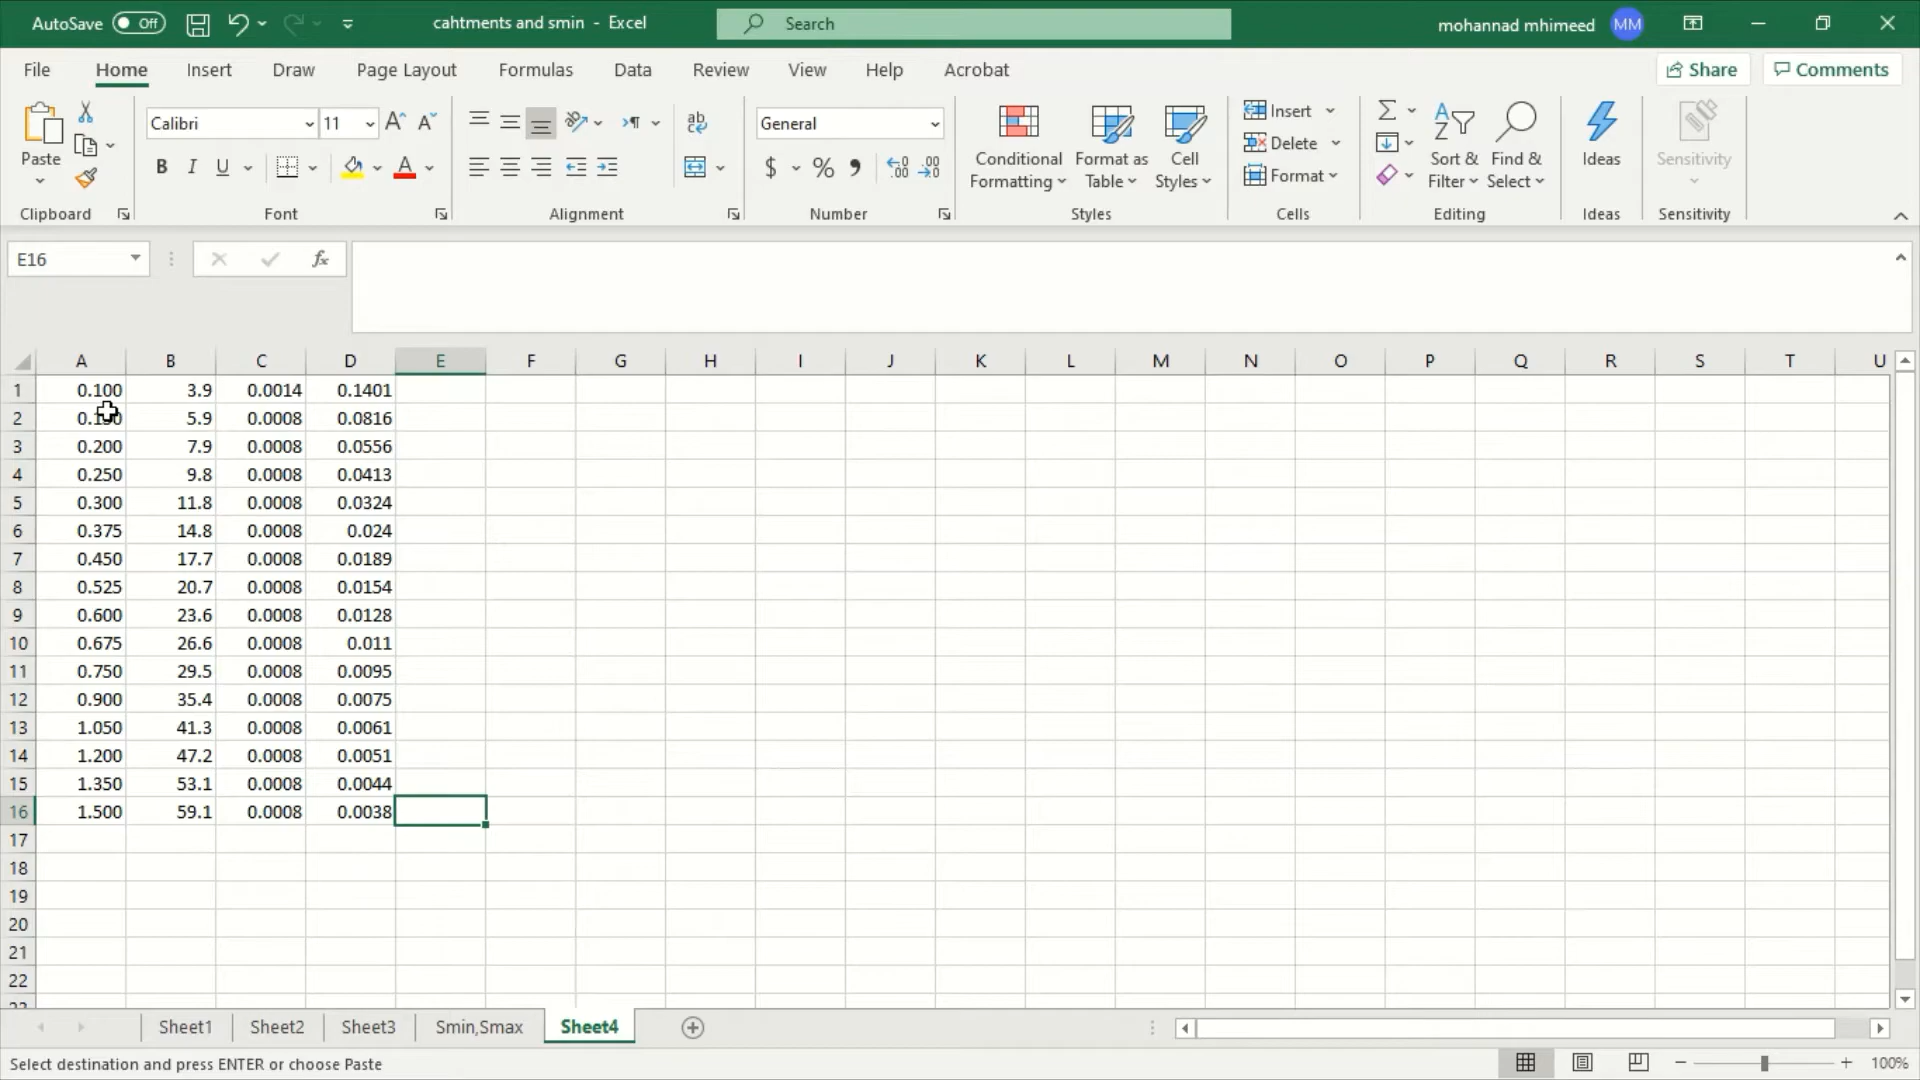 AutoSave Off cahtments and smin - Excel Search mohannad mhimeed MM
File Home Insert Draw Page Layout Formulas Data Review View Help Acrobat Share Comments
Paste
Calibri 11
B I U A
ab
General
$ % 9
Conditional Formatting
Format as Table
Cell Styles
Insert
Delete
Format
Sort & Filter
Find & Select
Ideas
Sensitivity
Clipboard Font Alignment Number Styles Cells Editing Ideas Sensitivity
E16 fx
A B C D E F G H I J K L M N O P Q R S T U
1 0.100 3.9 0.0014 0.1401
2 5.9 0.0008 0.0816
3 0.200 7.9 0.0008 0.0556
4 0.250 9.8 0.0008 0.0413
5 0.300 11.8 0.0008 0.0324
6 0.375 14.8 0.0008 0.024
7 0.450 17.7 0.0008 0.0189
8 0.525 20.7 0.0008 0.0154
9 0.600 23.6 0.0008 0.0128
10 0.675 26.6 0.0008 0.011
11 0.750 29.5 0.0008 0.0095
12 0.900 35.4 0.0008 0.0075
13 1.050 41.3 0.0008 0.0061
14 1.200 47.2 0.0008 0.0051
15 1.350 53.1 0.0008 0.0044
16 1.500 59.1 0.0008 0.0038
17
18
19
20
21
22
Sheet1 Sheet2 Sheet3 Smin,Smax Sheet4
Select destination and press ENTER or choose Paste 100%